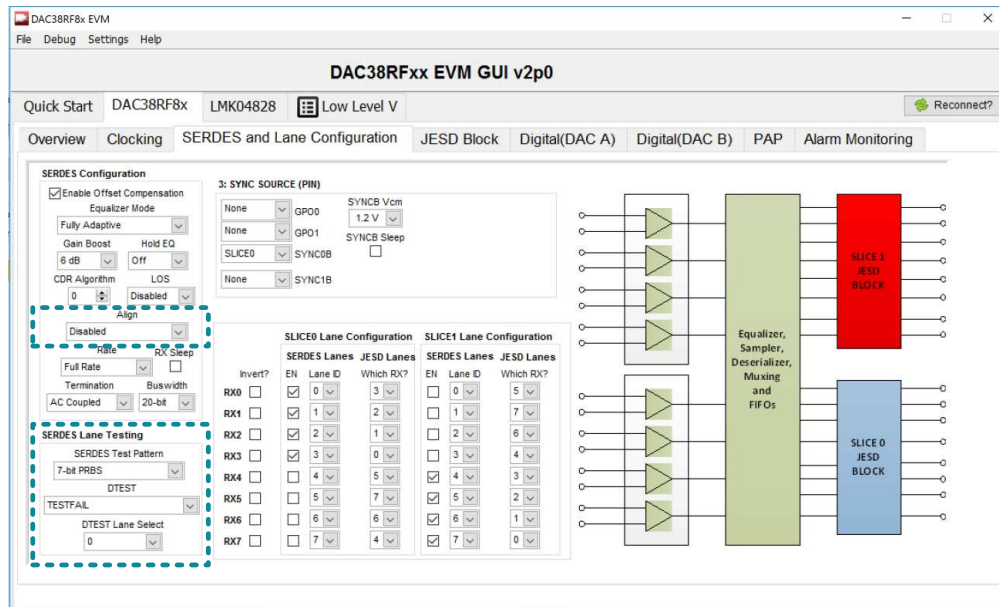 DAC38RF8x EVM
File Debug Settings Help
DAC38RFxx EVM GUI v2p0
Quick Start DAC38RF8x LMK04828 Low Level V Reconnect?
Overview Clocking SERDES and Lane Configuration JESD Block Digital(DAC A) Digital(DAC B) PAP Alarm Monitoring
SERDES Configuration
Enable Offset Compensation
Equalizer Mode
Fully Adaptive
Gain Boost Hold EQ
6 dB Off
CDR Algorithm LOS
0 Disabled
Align
Disabled
Rate RX Sleep
Full Rate
Termination Buswidth
AC Coupled 20-bit
SERDES Lane Testing
SERDES Test Pattern
7-bit PRBS
DTEST
TESTFAIL
DTEST Lane Select
0
3: SYNC SOURCE (PIN)
None GPO0
None GPO1
SLICE0 SYNC0B
None SYNC1B
SYNCB Vcm
1.2 V
SYNCB Sleep
SLICE0 Lane Configuration SLICE1 Lane Configuration
SERDES Lanes JESD Lanes SERDES Lanes JESD Lanes
Invert? EN Lane ID Which RX? EN Lane ID Which RX?
RX0 0 3 0 5
RX1 1 2 1 7
RX2 2 1 2 6
RX3 3 0 3 4
RX4 4 5 4 3
RX5 5 7 5 2
RX6 6 6 6 1
RX7 7 4 7 0
Equalizer,
Sampler,
Deserializer,
Muxing
and
FIFOs
SLICE 1
JESD
BLOCK
SLICE 0
JESD
BLOCK